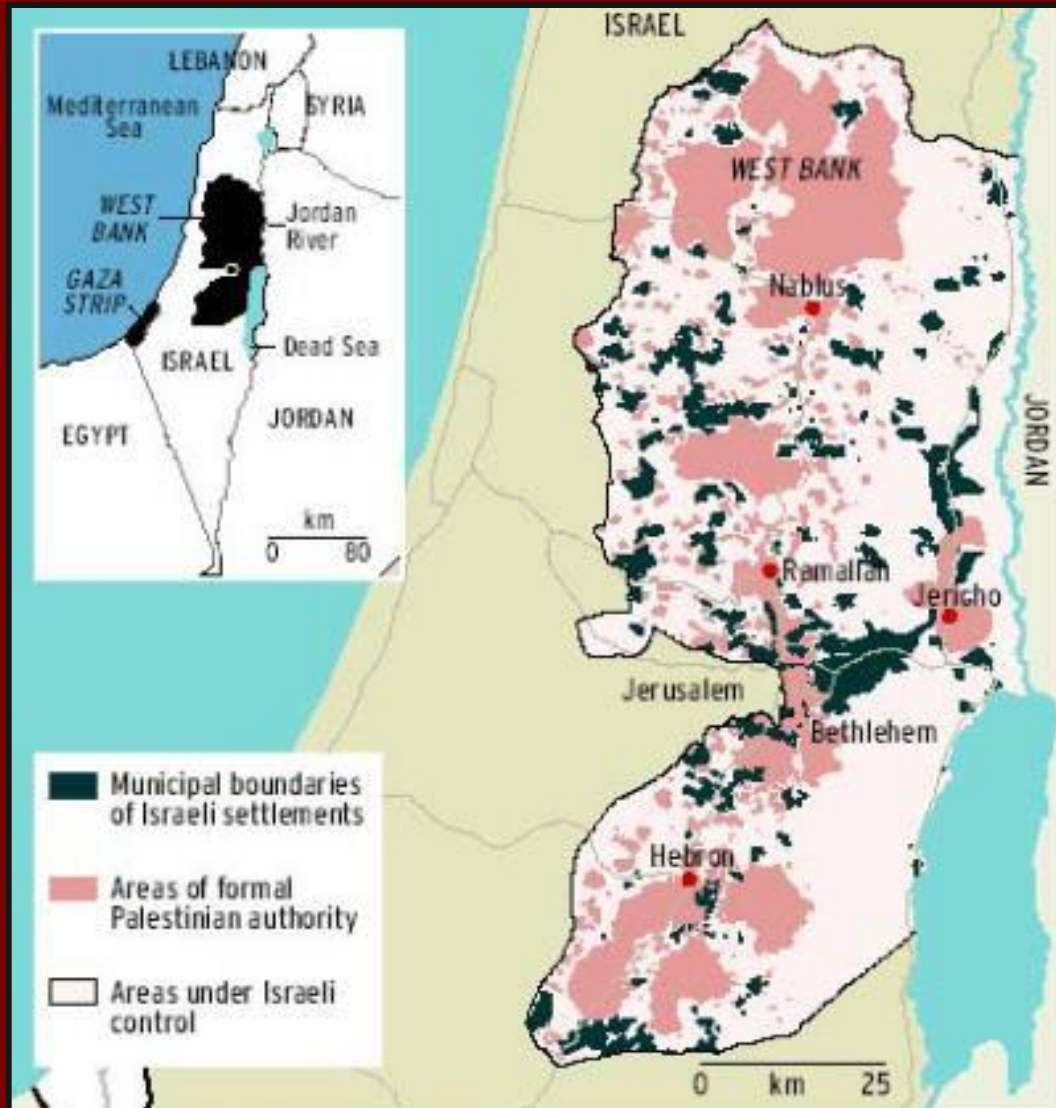 LEBANON
Mediterranean
Sea
SYRIA
WEST
BANK
Jordan
River
GAZA
STRIP
ISRAEL
Dead Sea
EGYPT
JORDAN
km
0 80
ISRAEL
WEST BANK
Nablus
JORDAN
Ramallah
Jericho
Jerusalem
Bethlehem
Hebron
Municipal boundaries
of Israeli settlements
Areas of formal
Palestinian authority
Areas under Israeli
control
0 km 25